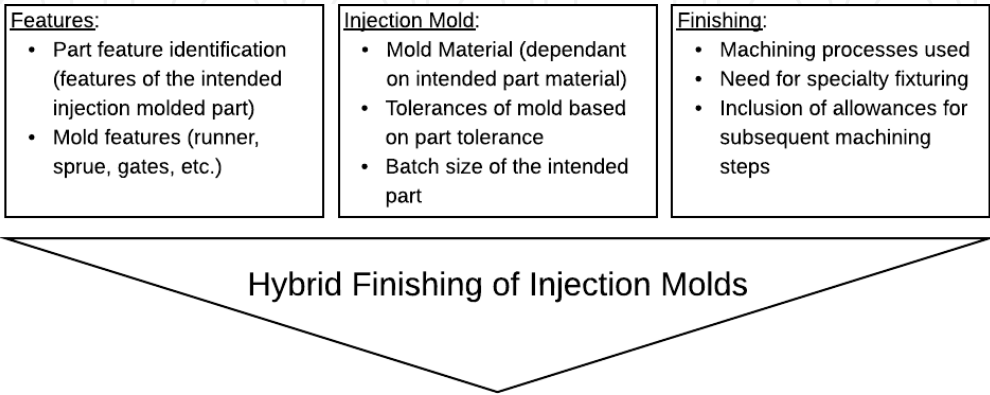 Features:
• Part feature identification
(features of the intended
injection molded part)
• Mold features (runner,
sprue, gates, etc.)
Injection Mold:
• Mold Material (dependant
on intended part material)
• Tolerances of mold based
on part tolerance
• Batch size of the intended
part
Finishing:
• Machining processes used
• Need for specialty fixturing
• Inclusion of allowances for
subsequent machining
steps
Hybrid Finishing of Injection Molds